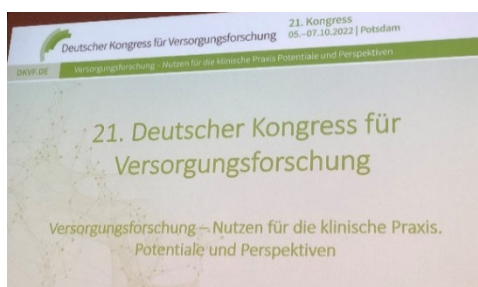 Deutscher Kongress für Versorgungsforschung
21. Kongress
05.–07.10.2022 | Potsdam
DKVF.DE
Versorgungsforschung – Nutzen für die klinische Praxis Potentiale und Perspektiven
21. Deutscher Kongress für
Versorgungsforschung
Versorgungsforschung – Nutzen für die klinische Praxis.
Potentiale und Perspektiven